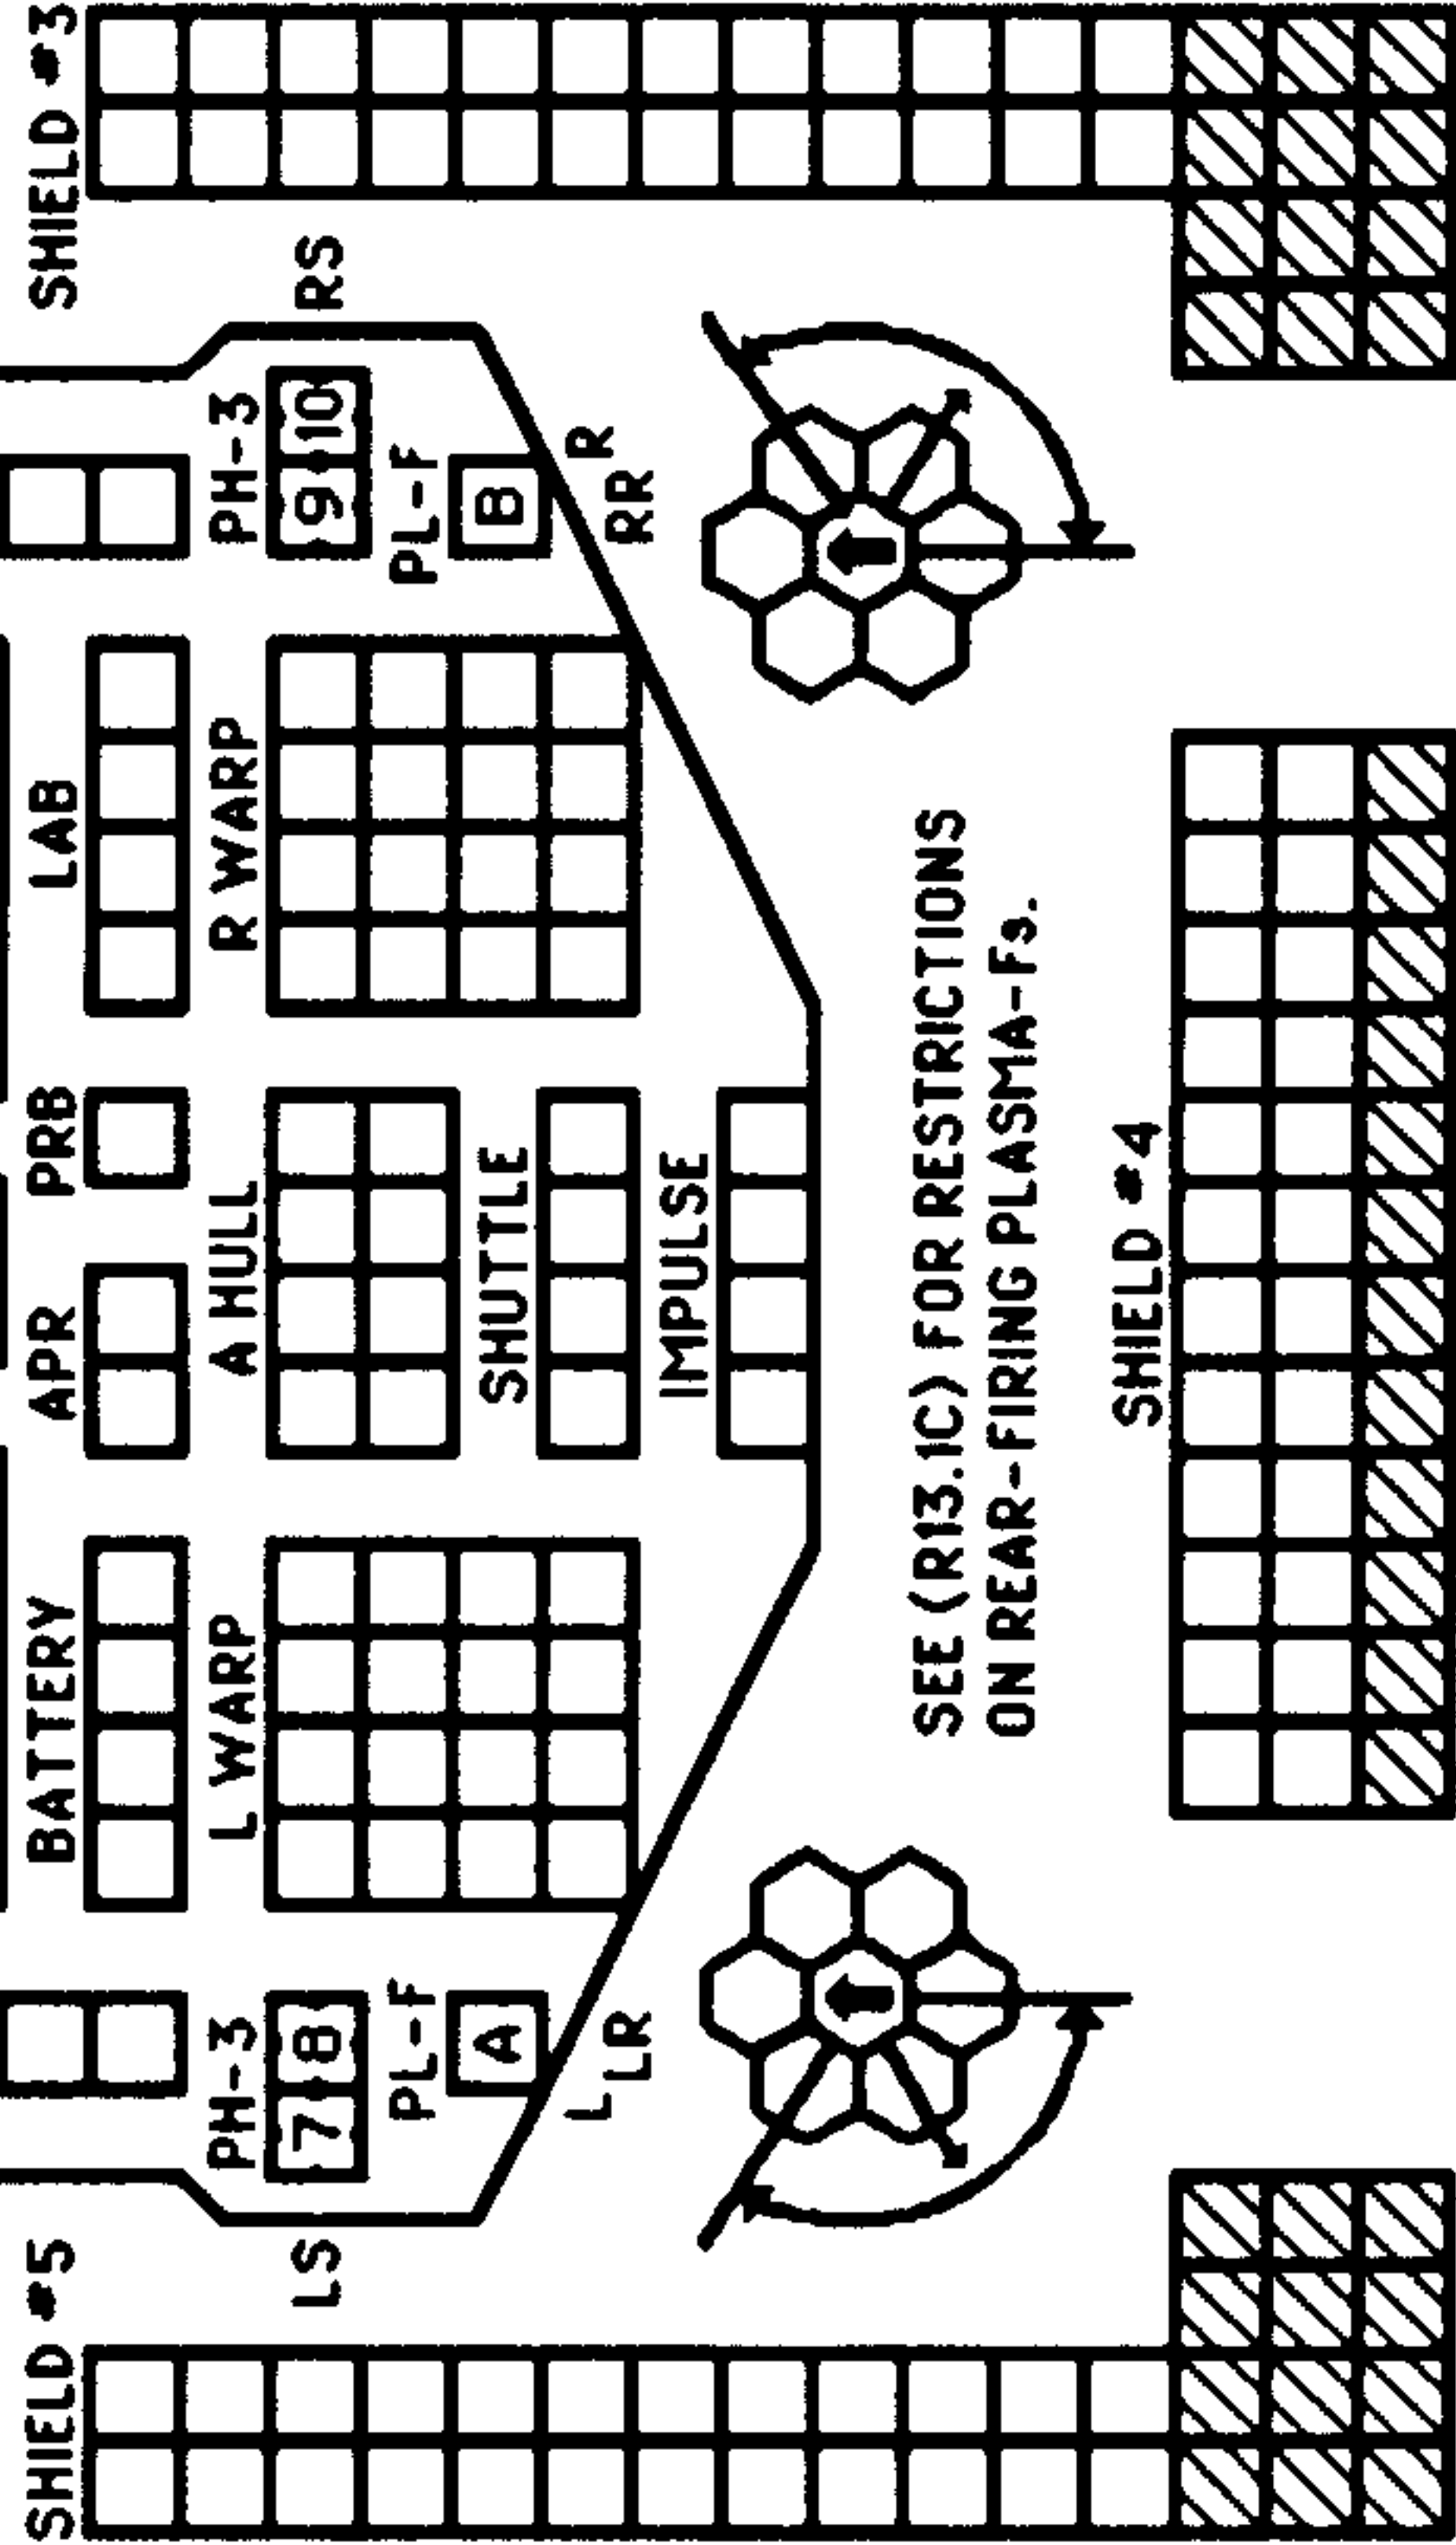 SHIELD #5
BATTERY
APR
PRB
LAB
SHIELD #3
PH-3
L WARP
A HULL
R WARP
PH-3
LS
7
8
9
10
RS
PL-F
SHUTTLE
PL-F
A
B
L
LR
IMPULSE
R
RR
SEE (R13.1C) FOR RESTRICTIONS
ON REAR-FIRING PLASMA-Fs.
SHIELD #4